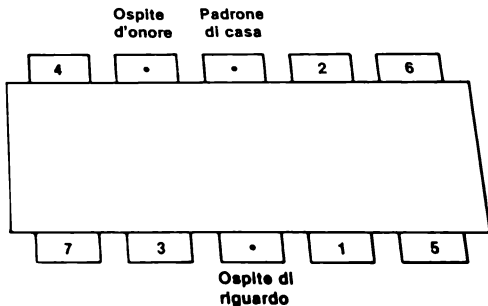 Ospite
d'onore
Padrone
di casa
4 • • 2 6
7 3 • 1 5
Ospite di
riguardo